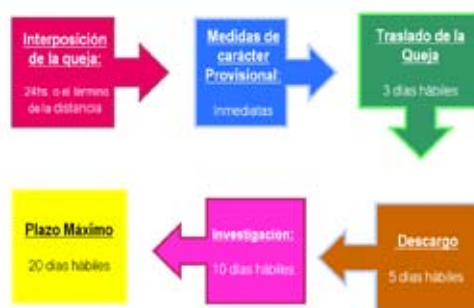 Interposición
de la queja:
24hs. o el término
de la distancia
Medidas de
carácter
Provisional:
Inmediatas
Traslado de la
Queja
3 días hábiles
Descargo
5 días hábiles
Investigación:
10 días hábiles
Plazo Máximo
20 días hábiles